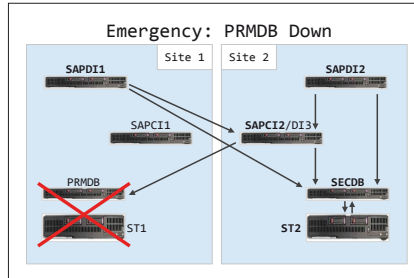 Emergency: PRMDB Down
Site 1
Site 2
SAPDI1
SAPDI2
SAPCI1
SAPCI2/DI3
PRMDB
SECDB
ST1
ST2